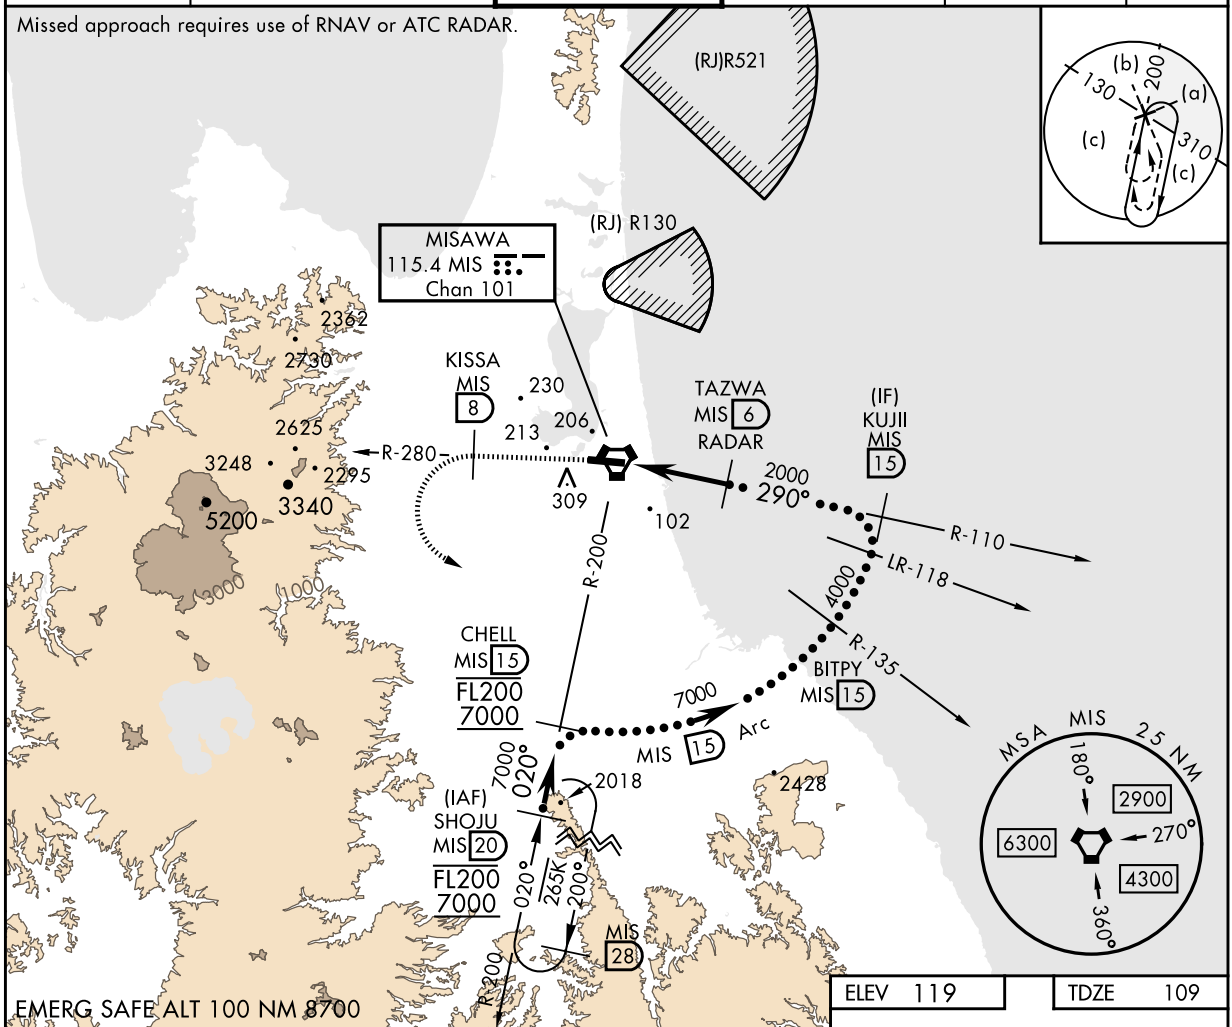 Missed approach requires use of RNAV or ATC RADAR.
(RJ)R521
(b)
200
130
(a)
(c)
310
(c)
(RJ) R130
MISAWA
115.4 MIS
Chan 101
2362
2730
KISSA
MIS
8
230
206
213
TAZWA
MIS 6
RADAR
(IF)
KUJII
MIS
15
2625
3248
2295
R-280
3340
5200
309
102
2000
290°
R-110
LR-118
4000
R-135
3000
1000
R-200
CHELL
MIS 15
FL200
7000
BITPY
MIS 15
7000
MIS 15 Arc
7000
020°
2018
2428
(IAF)
SHOJU
MIS 20
FL200
7000
020°
265K
200°
MIS
28
R-200
MSA MIS 25 NM
180°
2900
6300
270°
4300
360°
EMERG SAFE ALT 100 NM 8700
ELEV 119
TDZE 109